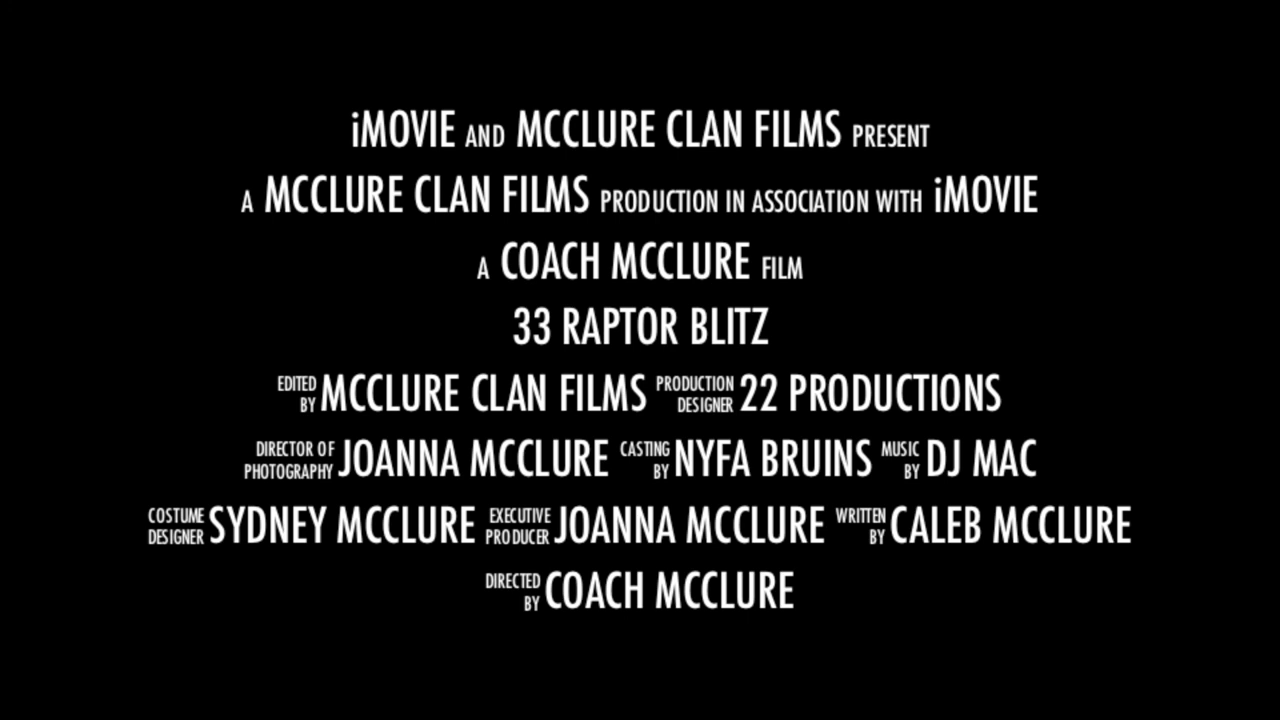 iMOVIE AND MCCLURE CLAN FILMS PRESENT
A MCCLURE CLAN FILMS PRODUCTION IN ASSOCIATION WITH iMOVIE
A COACH MCCLURE FILM
33 RAPTOR BLITZ
EDITED BY MCCLURE CLAN FILMS PRODUCTION DESIGNER 22 PRODUCTIONS
DIRECTOR OF PHOTOGRAPHY JOANNA MCCLURE CASTING BY NYFA BRUINS MUSIC BY DJ MAC
COSTUME DESIGNER SYDNEY MCCLURE EXECUTIVE PRODUCER JOANNA MCCLURE WRITTEN BY CALEB MCCLURE
DIRECTED BY COACH MCCLURE